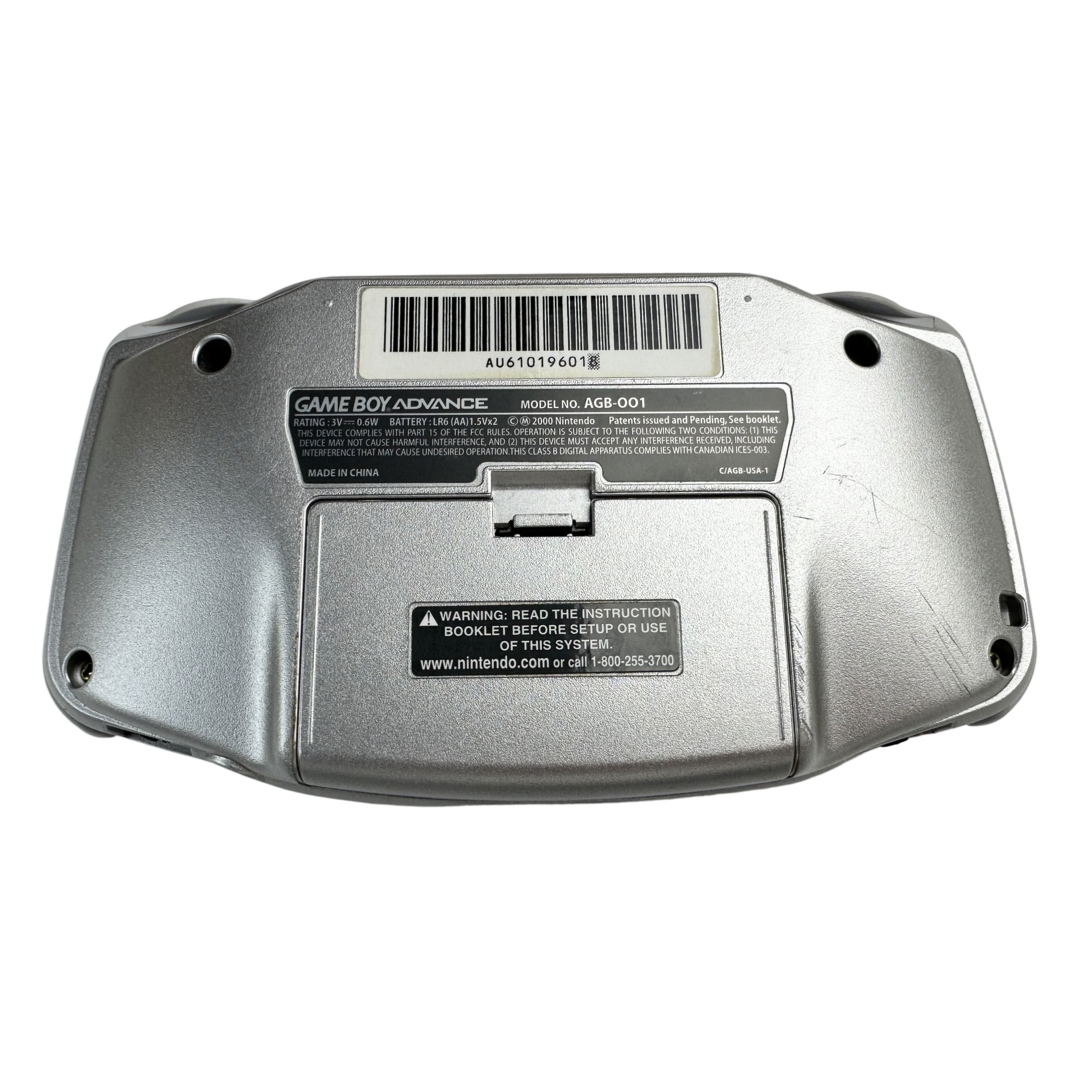 AU610196018
GAME BOY ADVANCE MODEL NO. AGB-001
RATING : 3V⎓ 0.6W BATTERY : LR6 (AA)1.5Vx2 ©Ⓜ 2000 Nintendo Patents issued and Pending, See booklet.
THIS DEVICE COMPLIES WITH PART 15 OF THE FCC RULES. OPERATION IS SUBJECT TO THE FOLLOWING TWO CONDITIONS: (1) THIS
DEVICE MAY NOT CAUSE HARMFUL INTERFERENCE, AND (2) THIS DEVICE MUST ACCEPT ANY INTERFERENCE RECEIVED, INCLUDING
INTERFERENCE THAT MAY CAUSE UNDESIRED OPERATION.THIS CLASS B DIGITAL APPARATUS COMPLIES WITH CANADIAN ICES-003.
MADE IN CHINA C/AGB-USA-1
WARNING: READ THE INSTRUCTION
BOOKLET BEFORE SETUP OR USE
OF THIS SYSTEM.
www.nintendo.com or call 1-800-255-3700